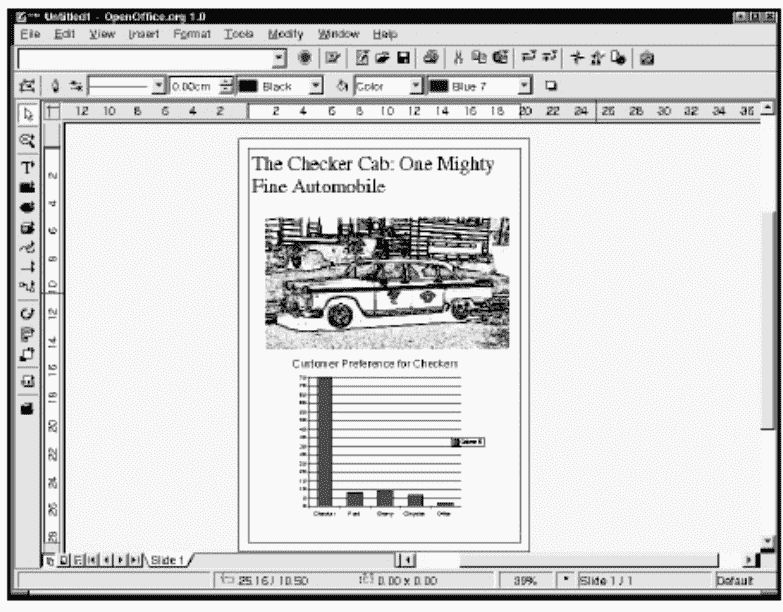 Untitled1 - OpenOffice.org 1.0
File Edit View Insert Format Tools Modify Window Help
0.00cm Black Color Blue 7
12 10 8 6 4 2 2 4 6 8 10 12 14 16 18 20 22 24 26 28 30 32 34 36
The Checker Cab: One Mighty
Fine Automobile
Customer Preference for Checkers
Checker Ford Chevy Chrysler Other
Slide 1
25.16 / 10.50 0.00 x 0.00 39% * Slide 1 / 1 Default